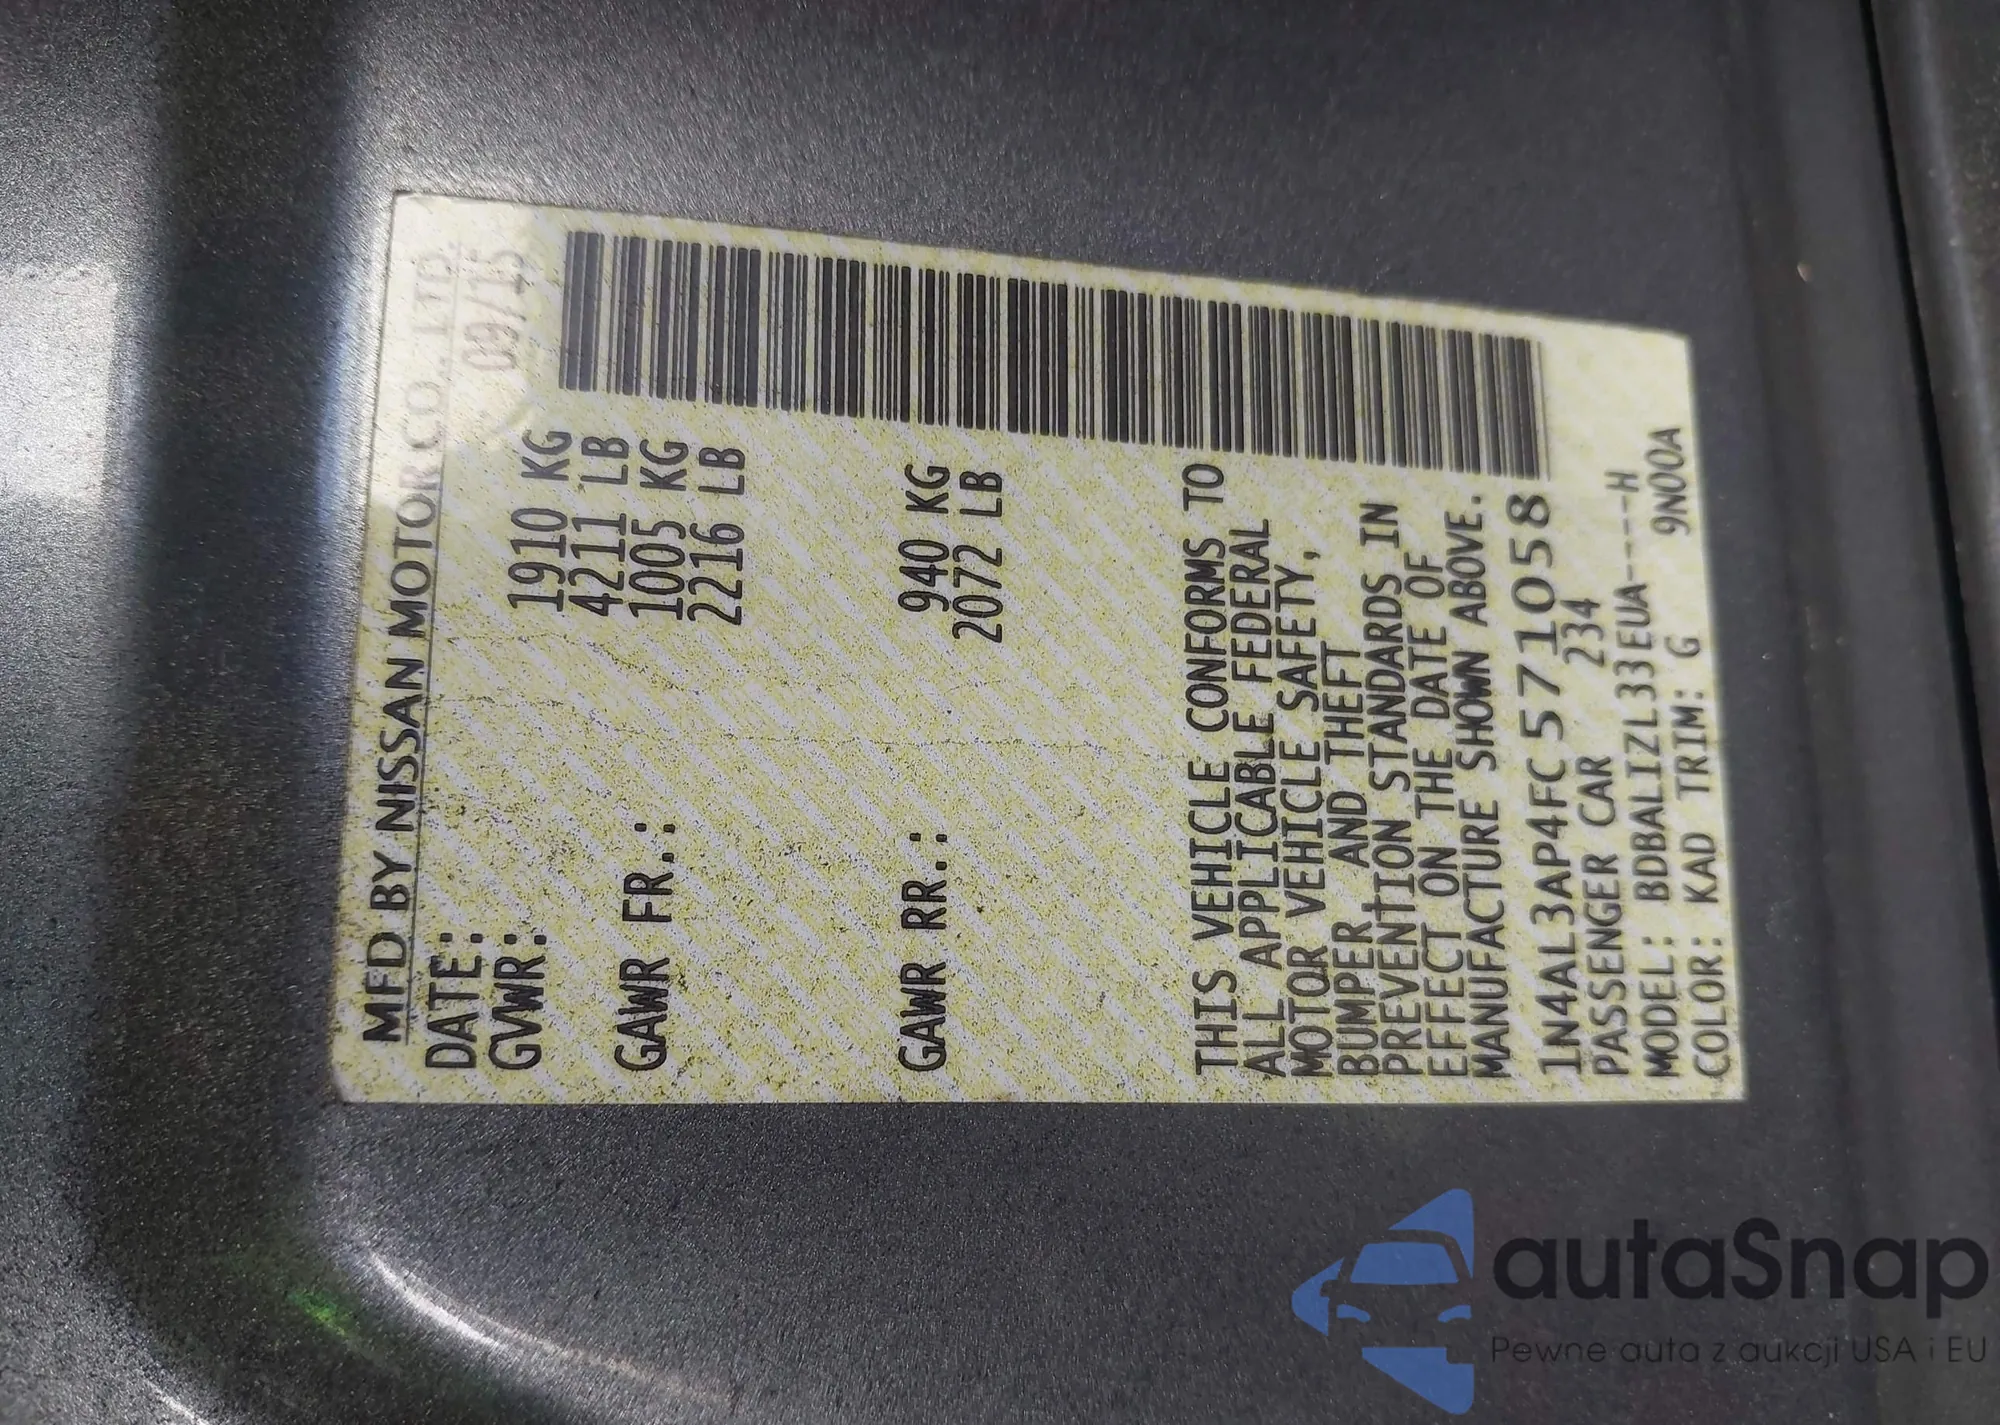 MFD BY NISSAN MOTOR CO., LTD.
DATE: 09/15
GVWR: 1910 KG
4211 LB
GAWR FR.: 1005 KG
2216 LB
GAWR RR.: 940 KG
2072 LB
THIS VEHICLE CONFORMS TO
ALL APPLICABLE FEDERAL
MOTOR VEHICLE SAFETY,
BUMPER AND THEFT
PREVENTION STANDARDS IN
EFFECT ON THE DATE OF
MANUFACTURE SHOWN ABOVE.
1N4AL3AP4FC571058
PASSENGER CAR 234
MODEL: BDBALIZL33EUA----H
COLOR: KAD TRIM: G 9N00A
autaSnap
Pewne auta z aukcji USA i EU